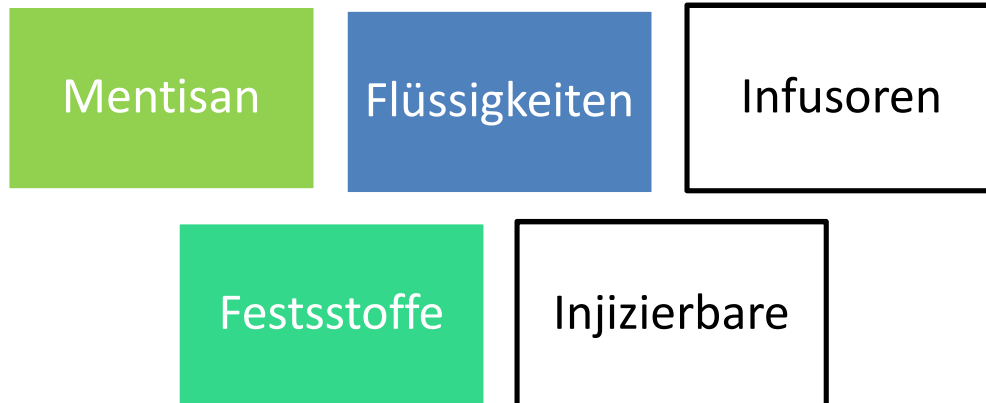 Mentisan
Flüssigkeiten
Infusoren
Festsstoffe
Injizierbare